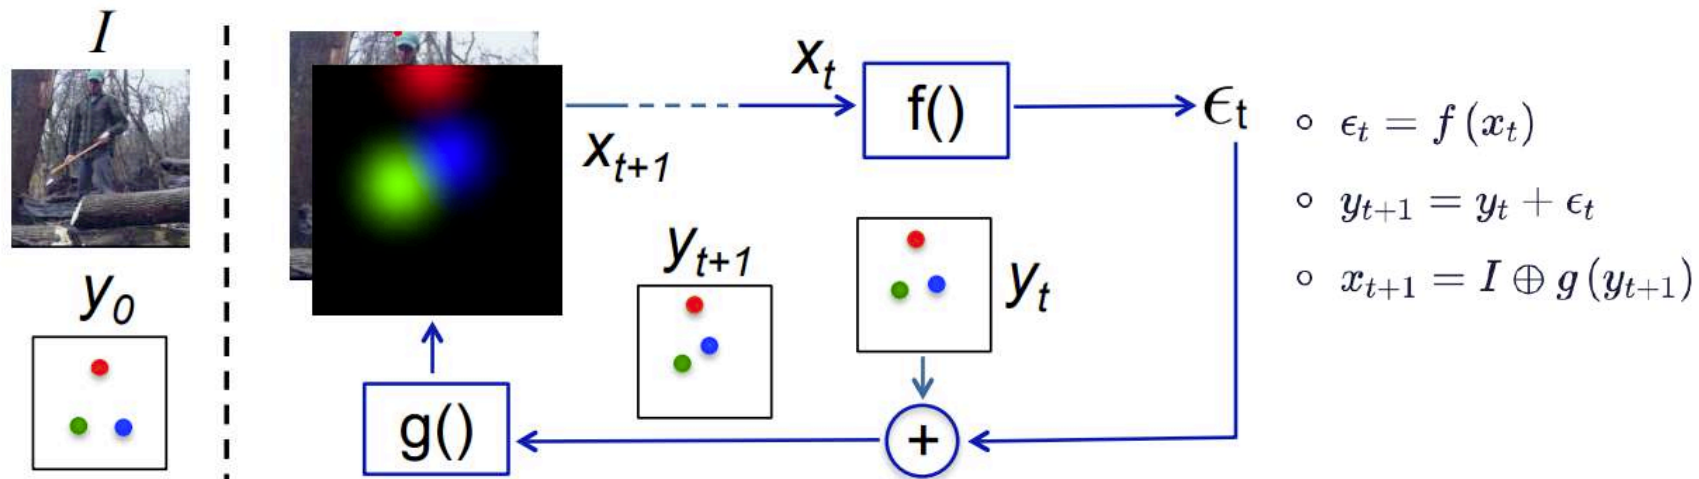 I
y_0
x_{t+1}
x_t
f()
ϵ_t
y_{t+1}
y_t
g()
+
∘ ϵ_t = f (x_t)
∘ y_{t+1} = y_t + ϵ_t
∘ x_{t+1} = I ⊕ g (y_{t+1})